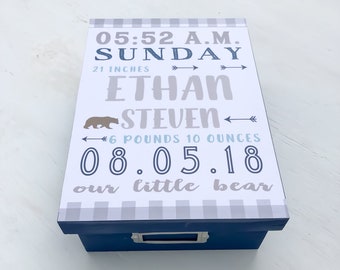 05:52 A.M.
SUNDAY
21 INCHES
ETHAN
STEVEN
6 POUNDS 10 OUNCES
08.05.18
our little bear